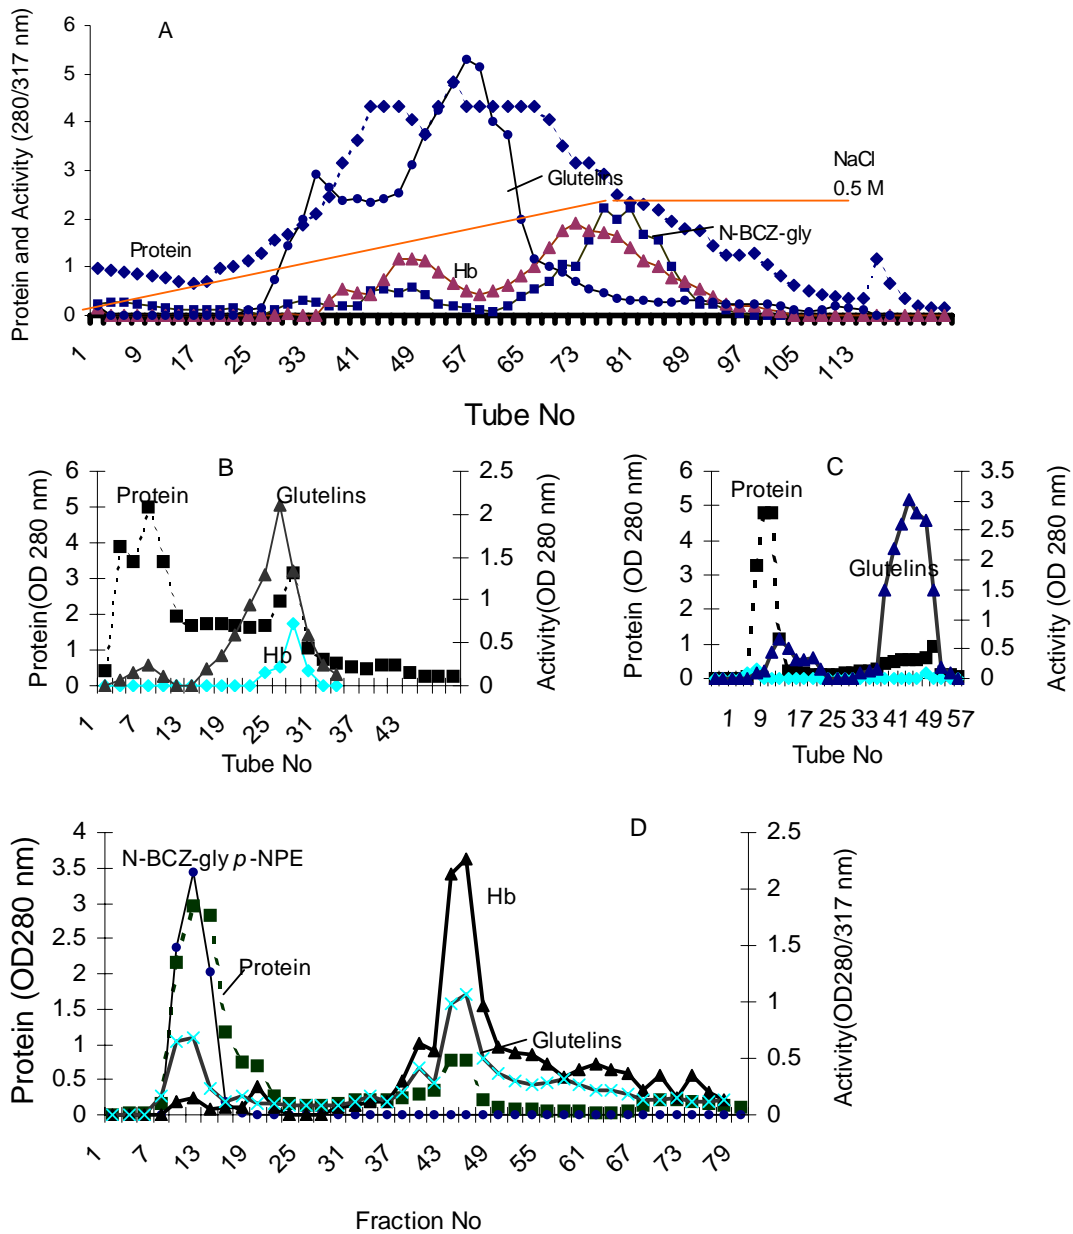 A
Protein and Activity (280/317 nm)
6
5
4
3
2
1
0
Protein
Glutelins
Hb
N-BCZ-gly
NaCl
0.5 M
1 9 17 25 33 41 49 57 65 73 81 89 97 105 113
Tube No
B
Protein(OD 280 nm)
6
5
4
3
2
1
0
Protein
Glutelins
Hb
2.5
2
1.5
1
0.5
0
Activity(OD 280 nm)
1 7 13 19 25 31 37 43
Tube No
C
Protein (OD 280 nm)
6
5
4
3
2
1
0
Protein
Glutelins
3.5
3
2.5
2
1.5
1
0.5
0
Activity (OD 280 nm)
1 9 17 25 33 41 49 57
Tube No
D
Protein (OD280 nm)
4
3.5
3
2.5
2
1.5
1
0.5
0
N-BCZ-gly p-NPE
Protein
Hb
Glutelins
2.5
2
1.5
1
0.5
0
Activity(OD280/317 nm)
1 7 13 19 25 31 37 43 49 55 61 67 73 79
Fraction No